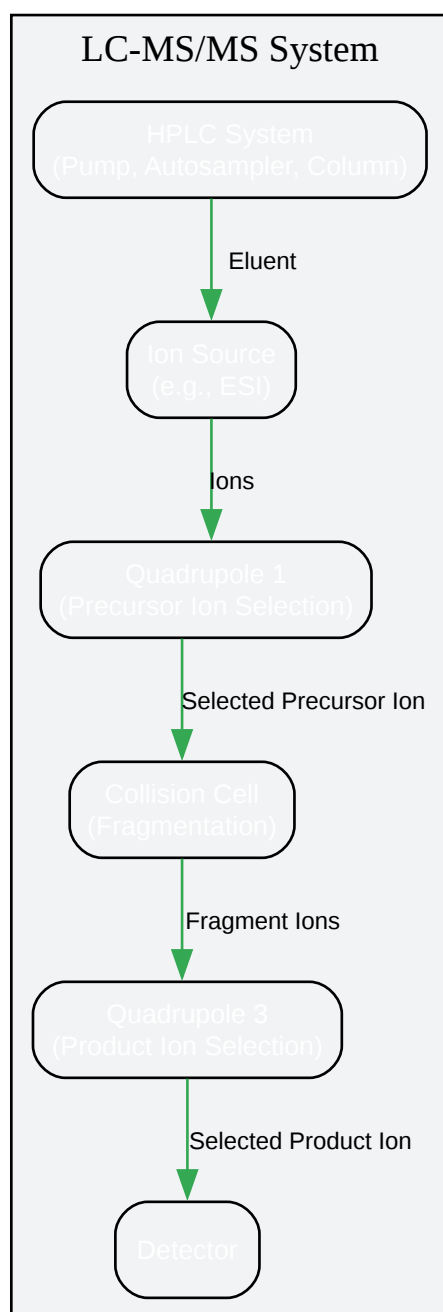 LC-MS/MS System
HPLC System
(Pump, Autosampler, Column)
Eluent
Ion Source
(e.g., ESI)
Ions
Quadrupole 1
(Precursor Ion Selection)
Selected Precursor Ion
Collision Cell
(Fragmentation)
Fragment Ions
Quadrupole 3
(Product Ion Selection)
Selected Product Ion
Detector